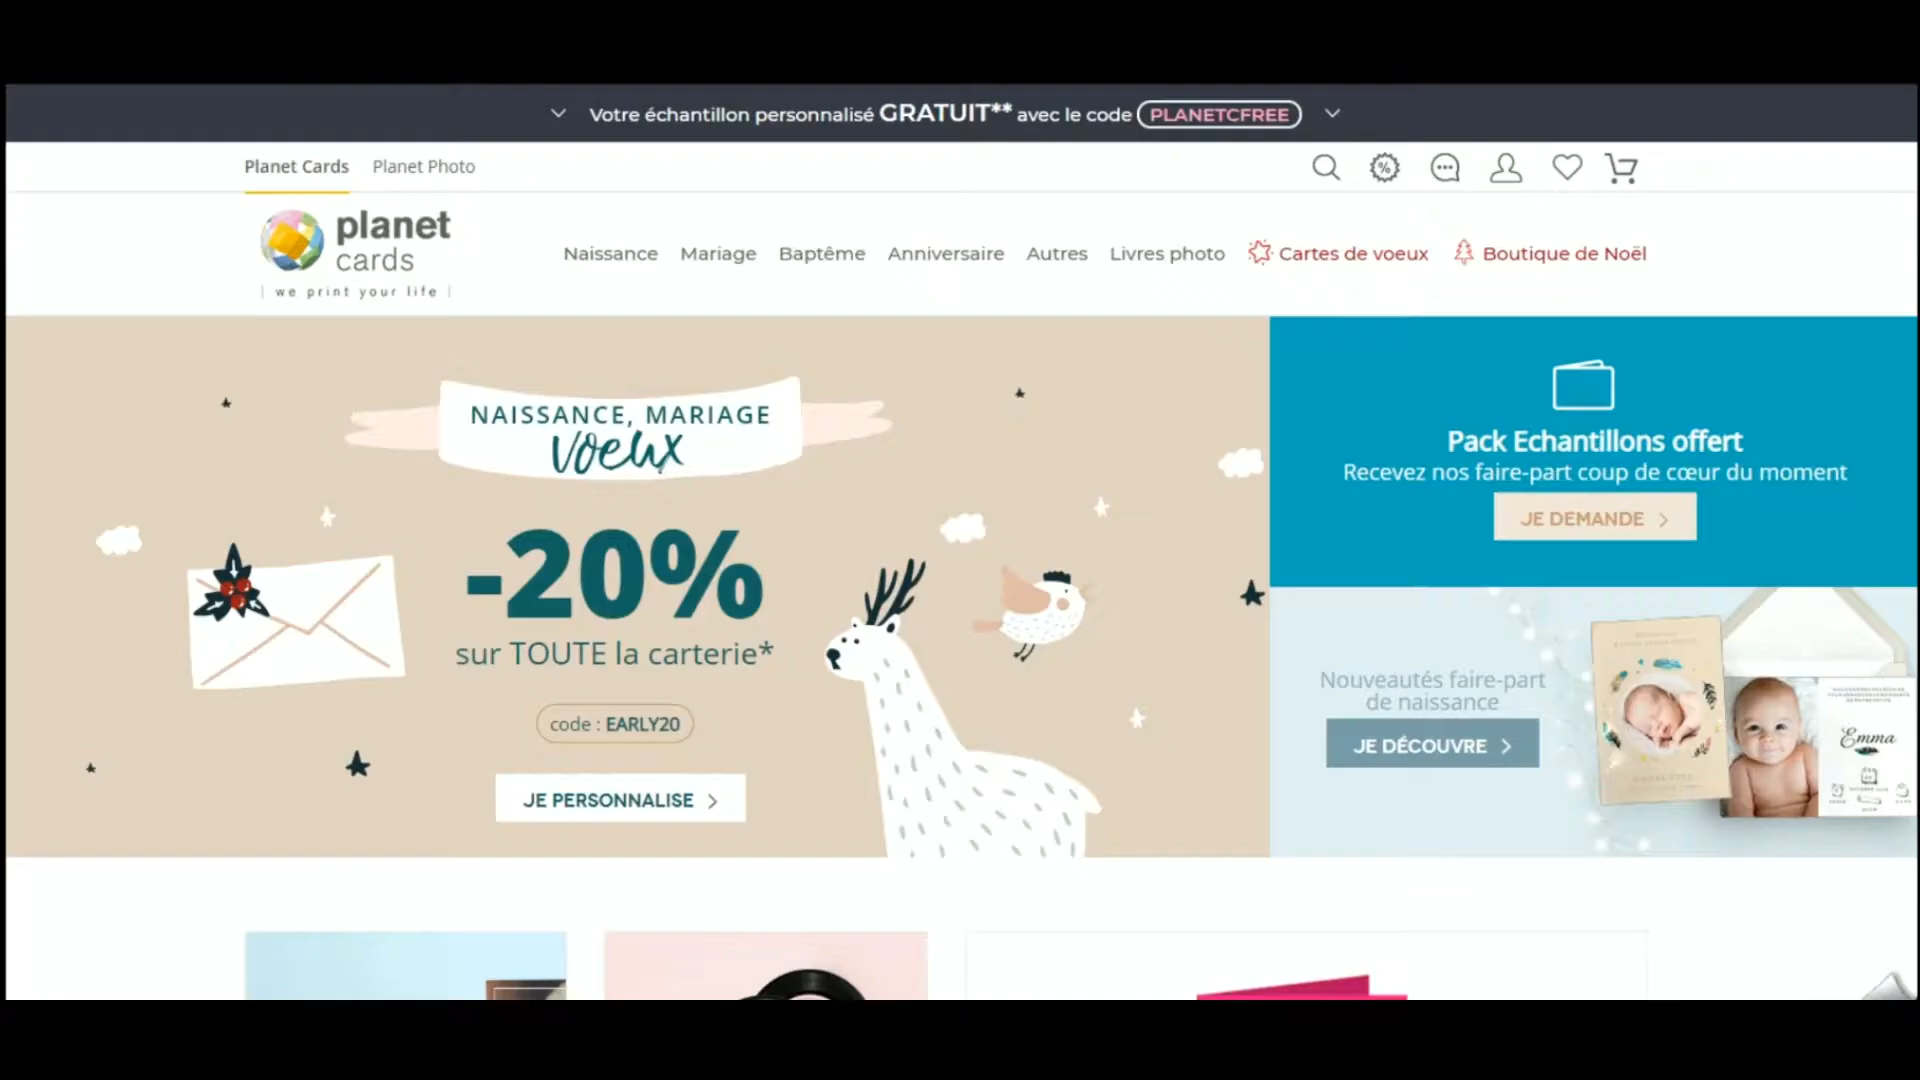 Votre échantillon personnalisé GRATUIT** avec le code PLANETCFREE
Planet Cards Planet Photo
planet
cards
| we print your life |
Naissance Mariage Baptême Anniversaire Autres Livres photo Cartes de voeux Boutique de Noël
NAISSANCE, MARIAGE
voeux
-20%
sur TOUTE la carterie*
code : EARLY20
JE PERSONNALISE
Pack Echantillons offert
Recevez nos faire-part coup de cœur du moment
JE DEMANDE
Nouveautés faire-part
de naissance
JE DÉCOUVRE
Emma